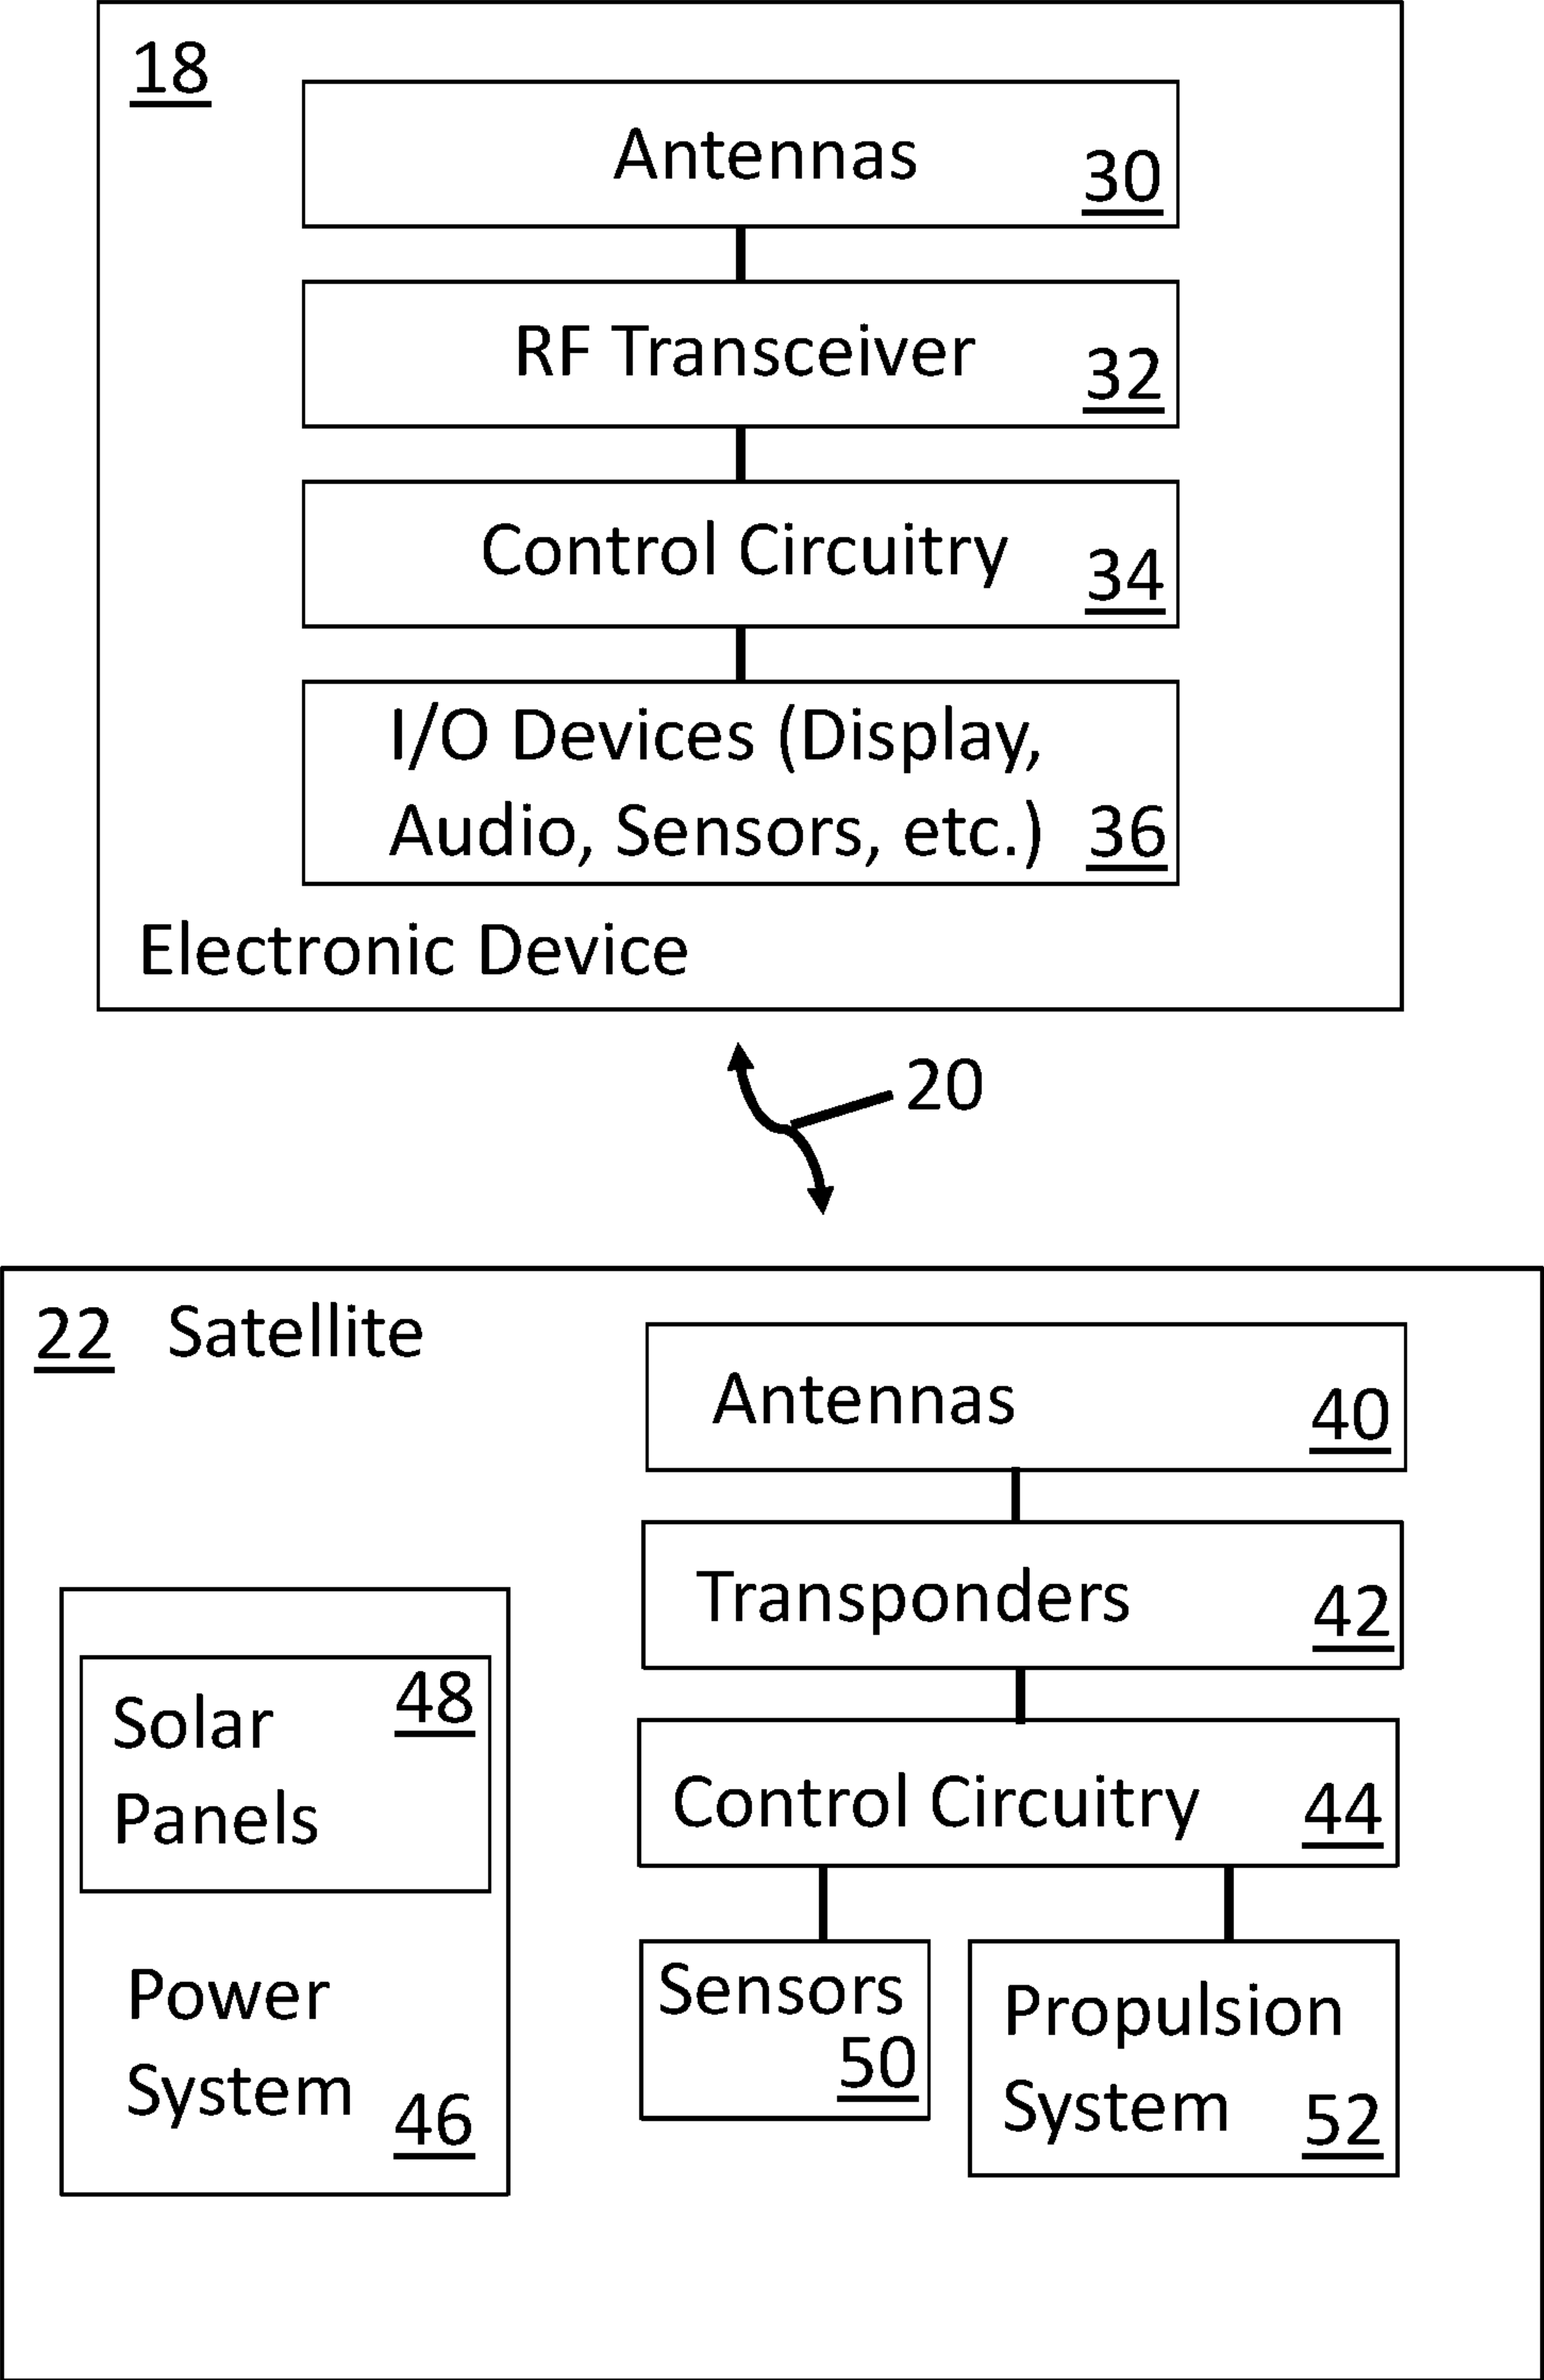 18
Antennas
30
RF Transceiver
32
Control Circuitry
34
I/O Devices (Display,
Audio, Sensors, etc.)
36
Electronic Device
20
22 Satellite
Antennas
40
Transponders
42
Solar
48
Panels
Power
System
46
Control Circuitry
44
Sensors
50
Propulsion
System
52